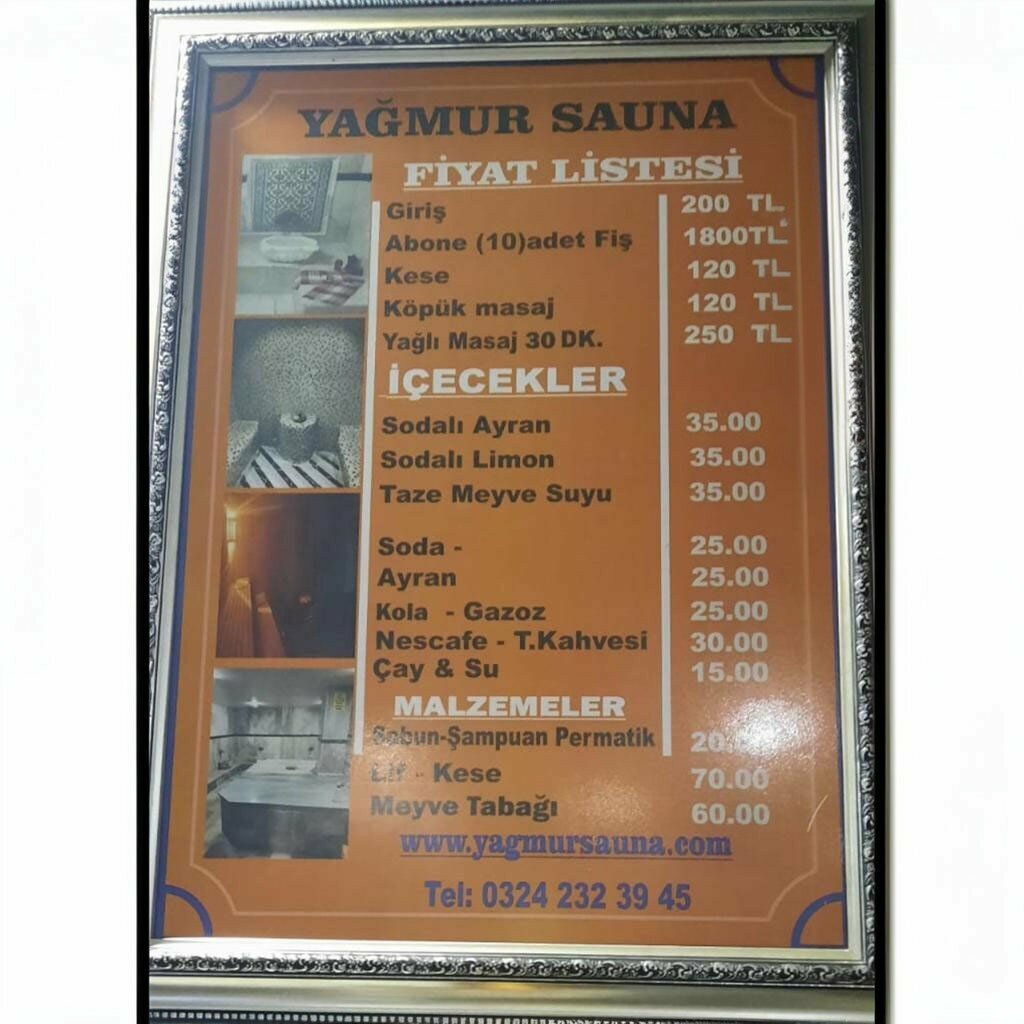 YAĞMUR SAUNA
FİYAT LİSTESİ
Giriş 200 TL
Abone (10)adet Fiş 1800TL
Kese 120 TL
Köpük masaj 120 TL
Yağlı Masaj 30 DK. 250 TL
İÇECEKLER
Sodalı Ayran 35.00
Sodalı Limon 35.00
Taze Meyve Suyu 35.00
Soda - 25.00
Ayran 25.00
Kola - Gazoz 25.00
Nescafe - T.Kahvesi 30.00
Çay & Su 15.00
MALZEMELER
Sabun-Şampuan Permatik
Lif - Kese 70.00
Meyve Tabağı 60.00
www.yagmursauna.com
Tel: 0324 232 39 45